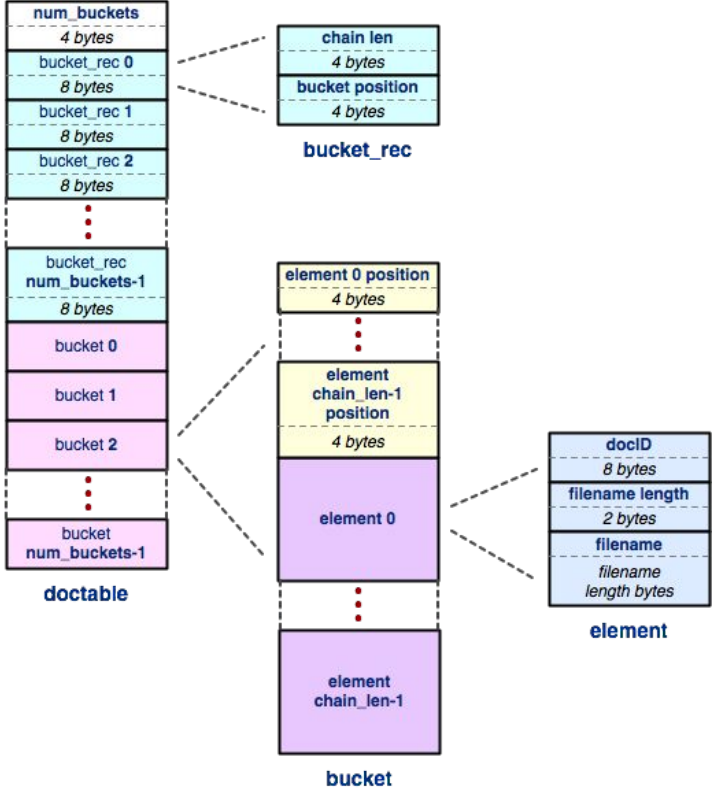 num_buckets
4 bytes
bucket_rec 0
8 bytes
bucket_rec 1
8 bytes
bucket_rec 2
8 bytes
bucket_rec
num_buckets-1
8 bytes
bucket 0
bucket 1
bucket 2
bucket
num_buckets-1
doctable
chain len
4 bytes
bucket position
4 bytes
bucket_rec
element 0 position
4 bytes
element
chain_len-1
position
4 bytes
element 0
element
chain_len-1
bucket
docID
8 bytes
filename length
2 bytes
filename
filename
length bytes
element